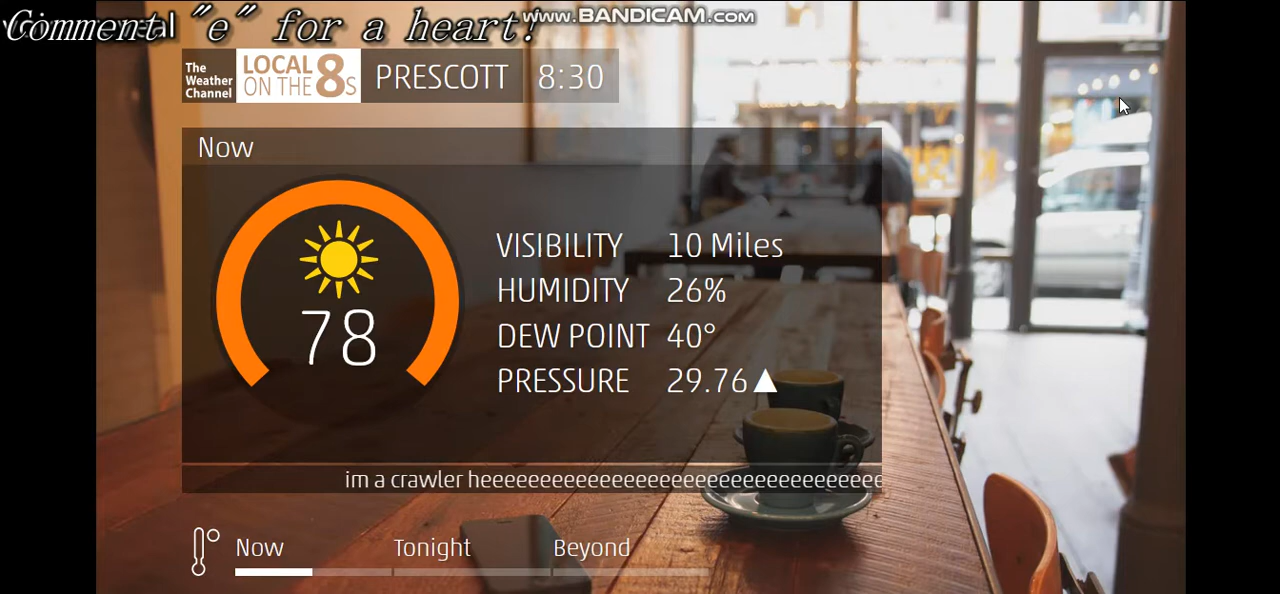 Comment "e" for a heart!
www.BANDICAM.com
The Weather Channel
LOCAL ON THE 8s
PRESCOTT 8:30
Now
78
VISIBILITY 10 Miles
HUMIDITY 26%
DEW POINT 40°
PRESSURE 29.76▲
im a crawler heeeeeeeeeeeeeeeeeeeeeeeeeeeeeeeeeee
Now Tonight Beyond